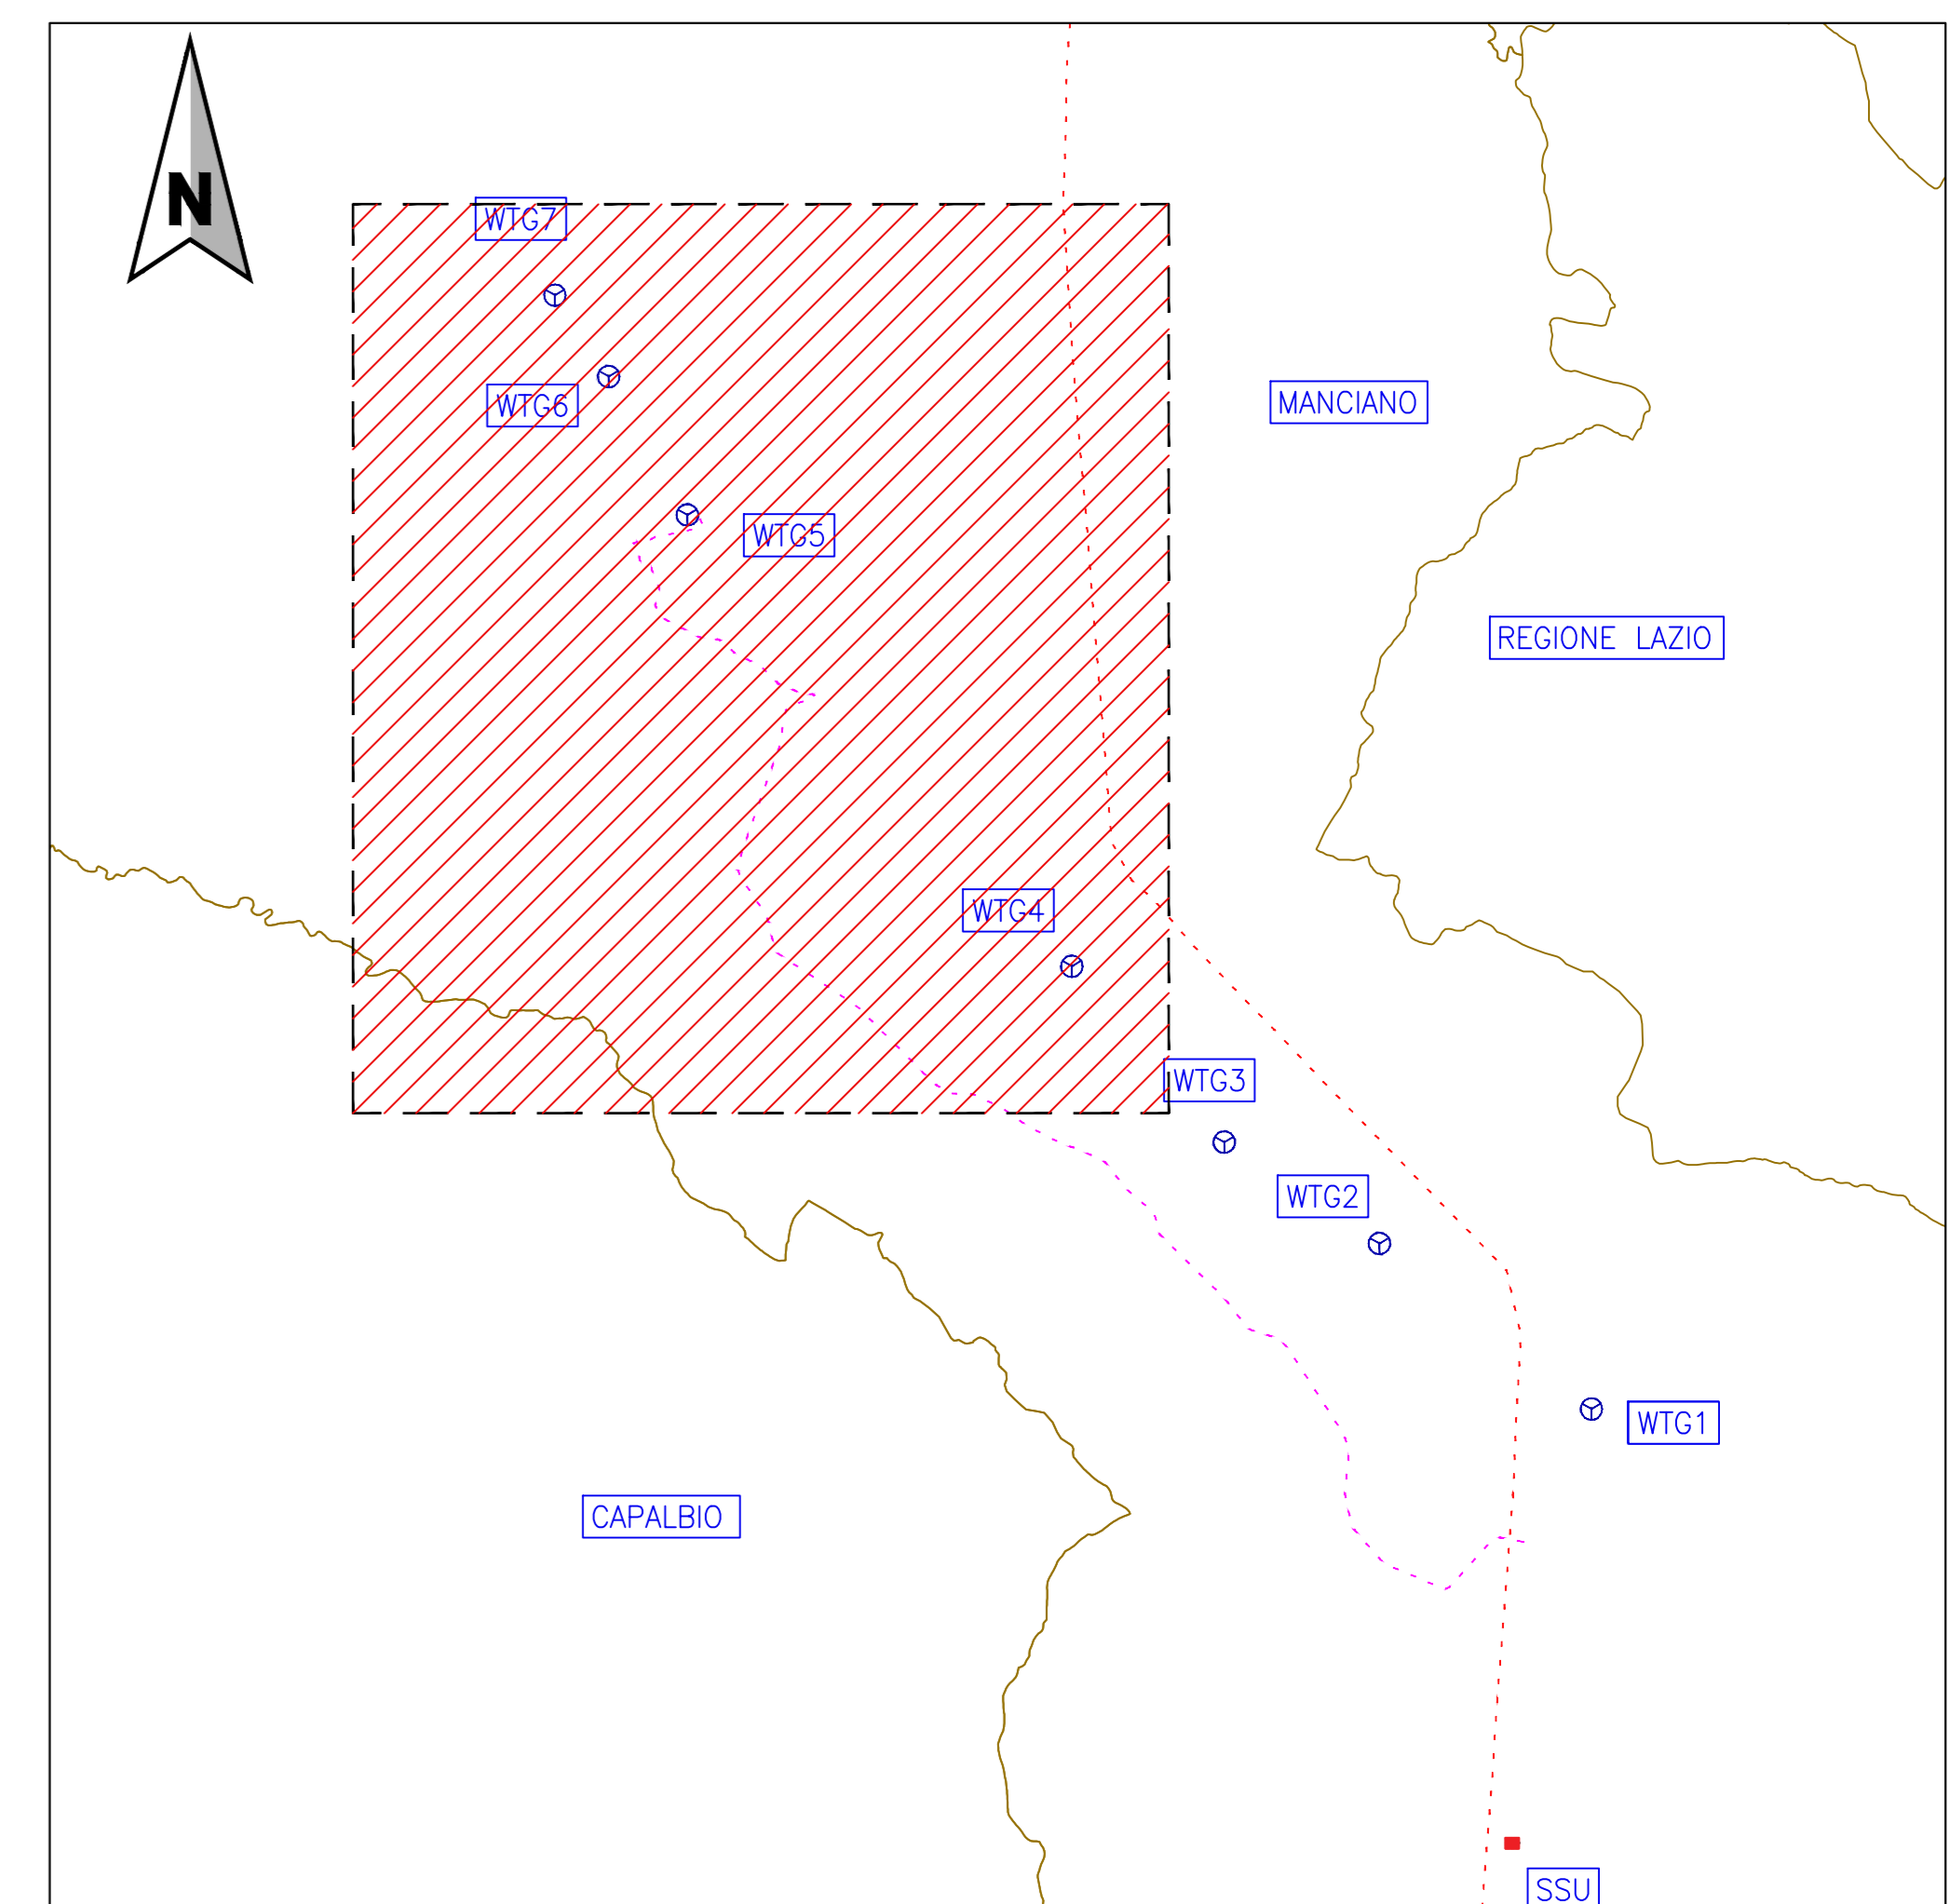 N
WTG7
WTG6
MANCIANO
WTG5
REGIONE LAZIO
WTG4
WTG3
WTG2
WTG1
CAPALBIO
SSU